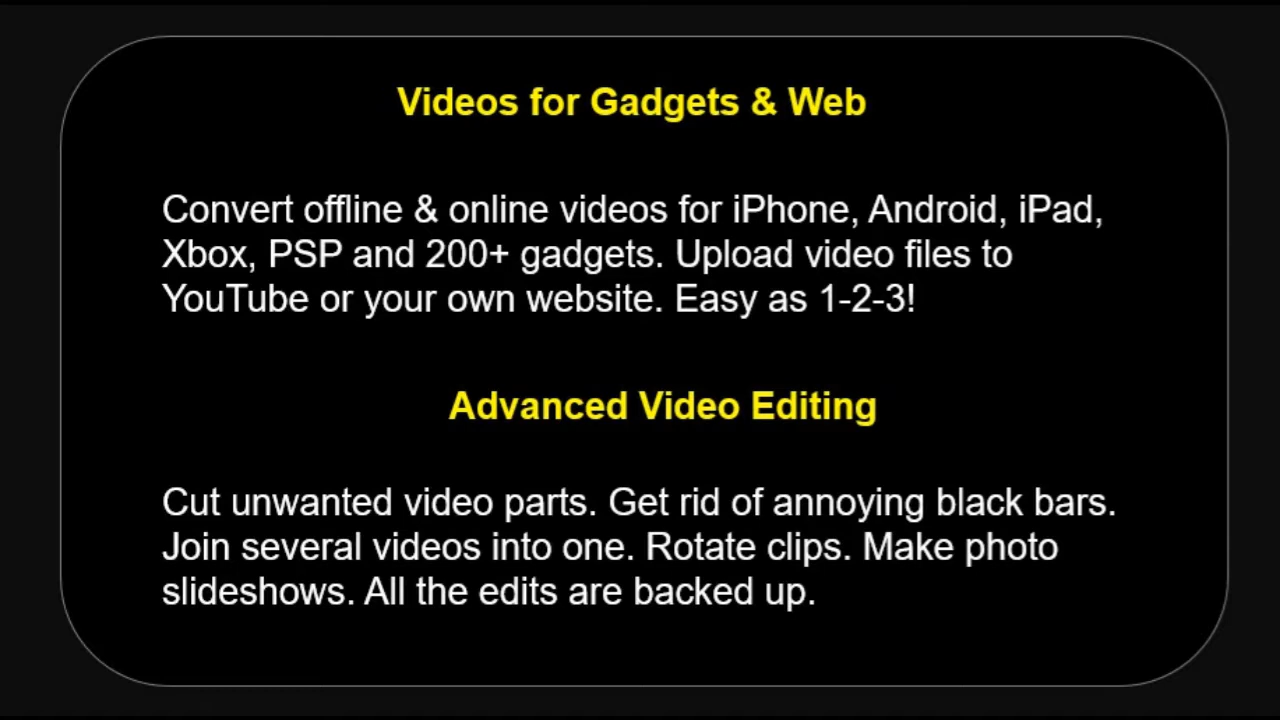 Videos for Gadgets & Web
Convert offline & online videos for iPhone, Android, iPad,
Xbox, PSP and 200+ gadgets. Upload video files to
YouTube or your own website. Easy as 1-2-3!
Advanced Video Editing
Cut unwanted video parts. Get rid of annoying black bars.
Join several videos into one. Rotate clips. Make photo
slideshows. All the edits are backed up.